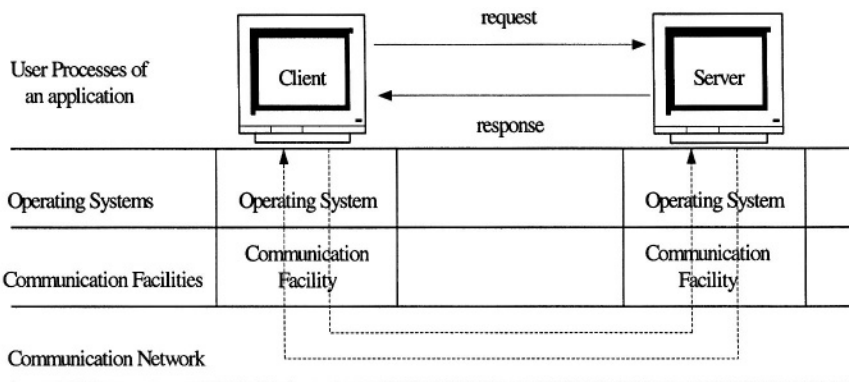 request
User Processes of
an application
Client
Server
response
Operating Systems
Operating System
Operating System
Communication Facilities
Communication
Facility
Communication
Facility
Communication Network